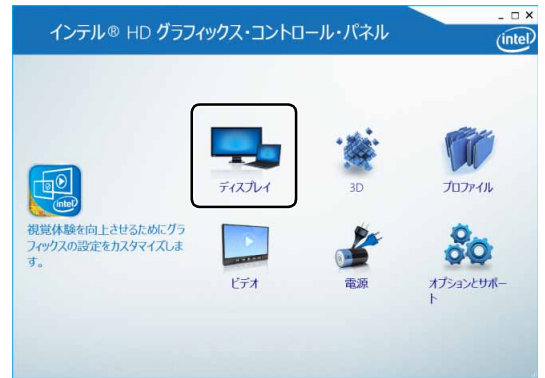 インテル® HD グラフィックス・コントロール・パネル
intel
ディスプレイ
3D
プロファイル
intel
視覚体験を向上させるためにグラ
フィックスの設定をカスタマイズしま
す。
ビデオ
電源
オプションとサポー
ト